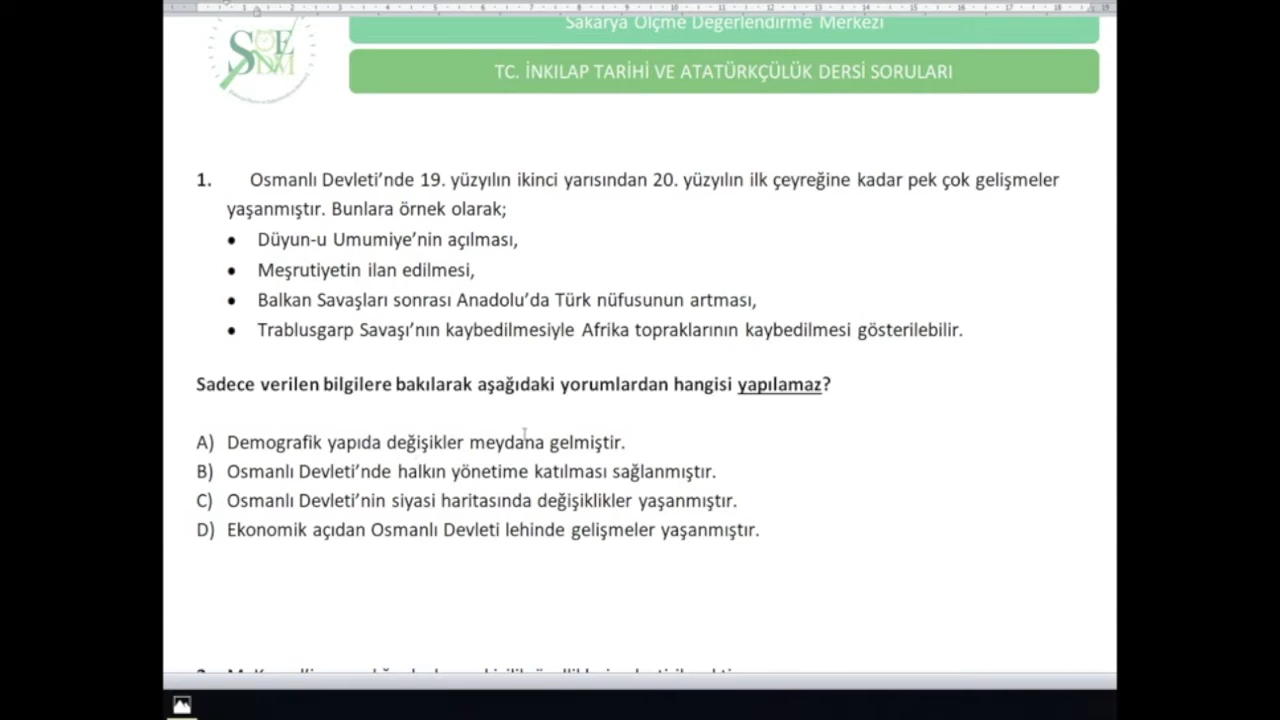 Sakarya Ölçme Değerlendirme Merkezi
SÖE
DM
TC. İNKILAP TARİHİ VE ATATÜRKÇÜLÜK DERSİ SORULARI
1. Osmanlı Devleti’nde 19. yüzyılın ikinci yarısından 20. yüzyılın ilk çeyreğine kadar pek çok gelişmeler
yaşanmıştır. Bunlara örnek olarak;
• Düyun-u Umumiye’nin açılması,
• Meşrutiyetin ilan edilmesi,
• Balkan Savaşları sonrası Anadolu’da Türk nüfusunun artması,
• Trablusgarp Savaşı’nın kaybedilmesiyle Afrika topraklarının kaybedilmesi gösterilebilir.
Sadece verilen bilgilere bakılarak aşağıdaki yorumlardan hangisi yapılamaz?
A) Demografik yapıda değişikler meydana gelmiştir.
B) Osmanlı Devleti’nde halkın yönetime katılması sağlanmıştır.
C) Osmanlı Devleti’nin siyasi haritasında değişiklikler yaşanmıştır.
D) Ekonomik açıdan Osmanlı Devleti lehinde gelişmeler yaşanmıştır.